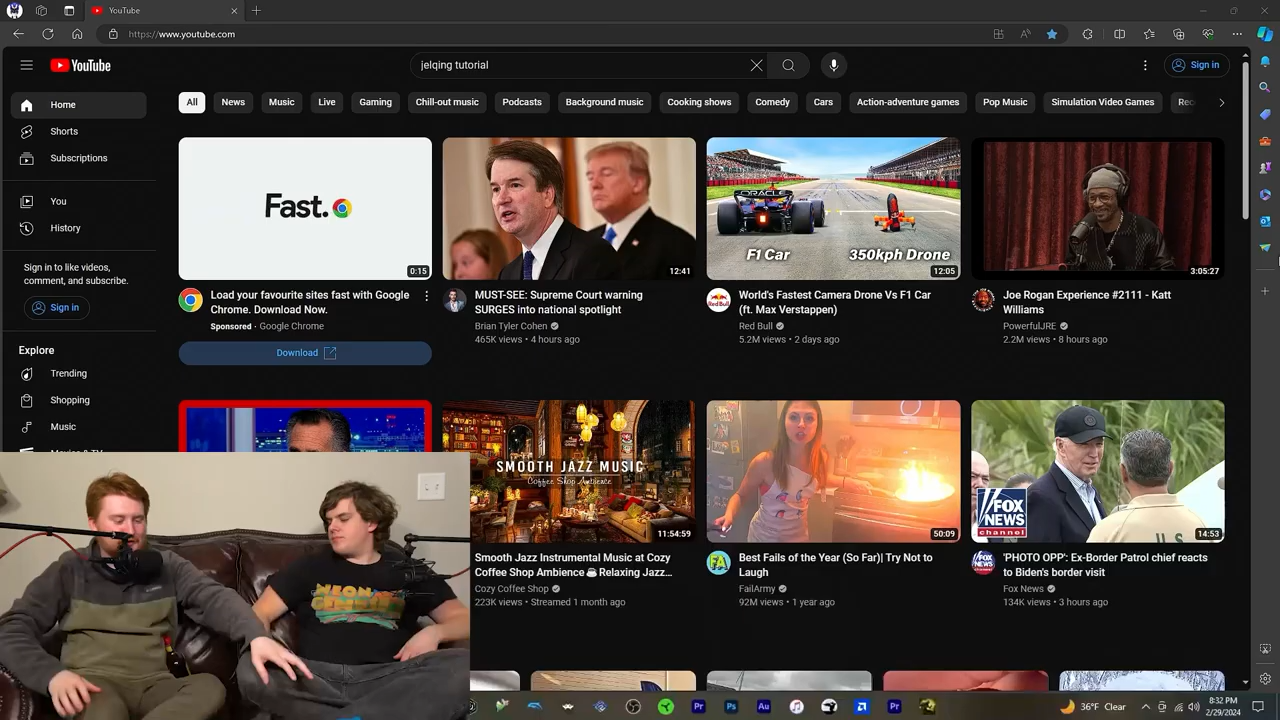 YouTube
https://www.youtube.com
YouTube
jelqing tutorial
Sign in
All
News
Music
Live
Gaming
Chill-out music
Podcasts
Background music
Cooking shows
Comedy
Cars
Action-adventure games
Pop Music
Simulation Video Games
Home
Shorts
Subscriptions
You
History
Sign in to like videos,
comment, and subscribe.
Sign in
Explore
Trending
Shopping
Music
Fast.
0:15
Load your favourite sites fast with Google
Chrome. Download Now.
Sponsored · Google Chrome
Download
12:41
MUST-SEE: Supreme Court warning
SURGES into national spotlight
Brian Tyler Cohen
465K views • 4 hours ago
ORACLE
F1 Car
350kph Drone
12:05
World's Fastest Camera Drone Vs F1 Car
(ft. Max Verstappen)
Red Bull
5.2M views • 2 days ago
3:05:27
Joe Rogan Experience #2111 - Katt
Williams
PowerfulJRE
2.2M views • 8 hours ago
SMOOTH JAZZ MUSIC
Coffee Shop Ambience
11:54:59
Smooth Jazz Instrumental Music at Cozy
Coffee Shop Ambience☕Relaxing Jazz...
Cozy Coffee Shop
223K views • Streamed 1 month ago
50:09
FA
Best Fails of the Year (So Far)| Try Not to
Laugh
FailArmy
92M views • 1 year ago
FOX
NEWS
channel
U.S
14:53
'PHOTO OPP': Ex-Border Patrol chief reacts
to Biden's border visit
Fox News
134K views • 3 hours ago
NEON
36°F Clear
8:32 PM
2/29/2024